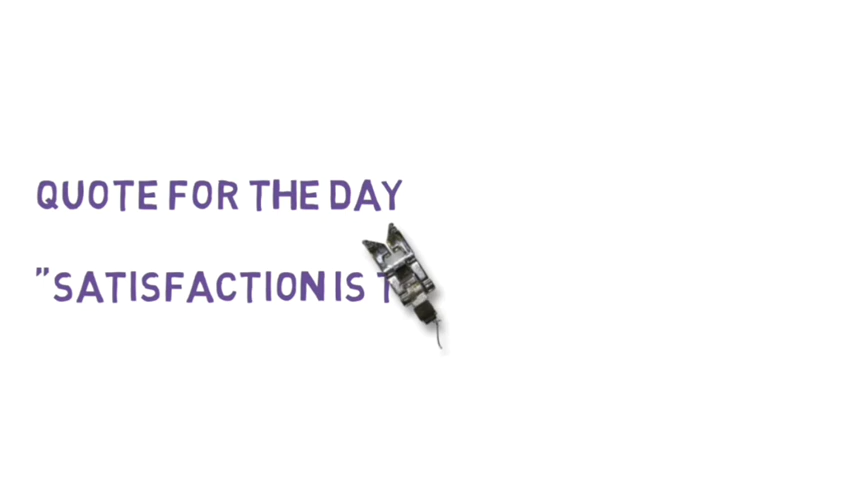 QUOTE FOR THE DAY
"SATISFACTION IS T